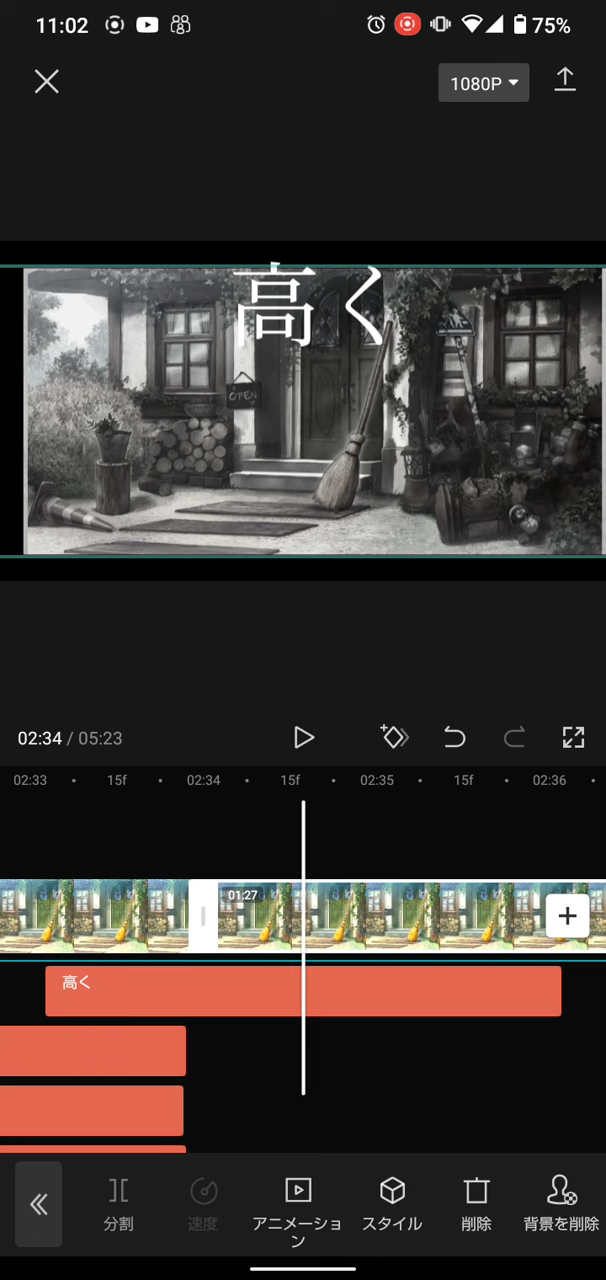 11:02
75%
1080P
高く
OPEN
02:34 / 05:23
02:33 15f 02:34 15f 02:35 15f 02:36
01:27
高く
分割
速度
アニメーショ
ン
スタイル
削除
背景を削除